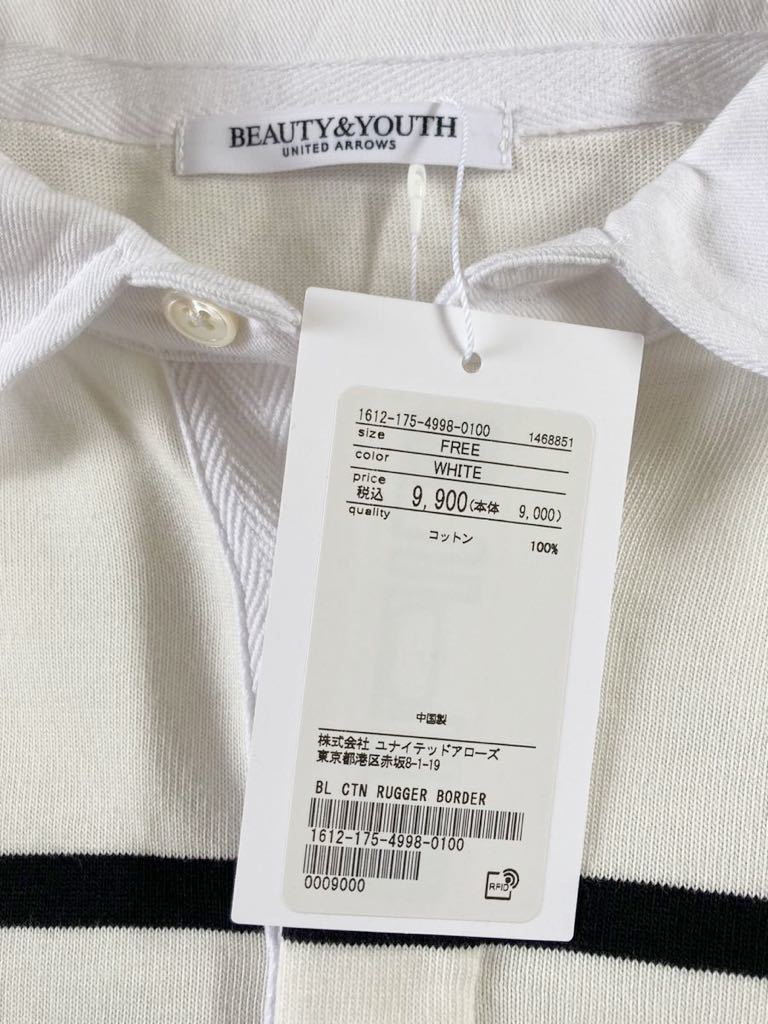 BEAUTY&YOUTH
UNITED ARROWS
1612-175-4998-0100 1468851
size FREE
color WHITE
price
税込 9,900(本体 9,000)
quality
コットン 100%
中国製
株式会社 ユナイテッドアローズ
東京都港区赤坂8-1-19
BL CTN RUGGER BORDER
1612-175-4998-0100
0009000
RFID